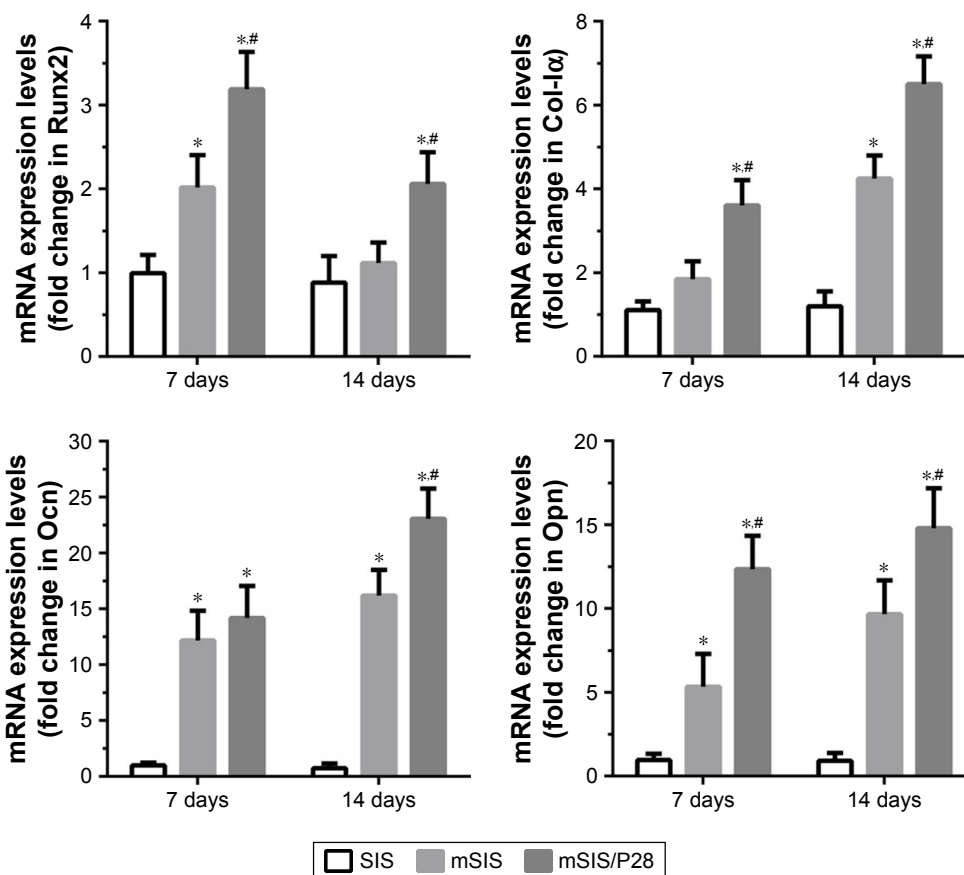 mRNA expression levels
(fold change in Runx2)
4
3
2
1
0
*
*,#
*,#
7 days
14 days
mRNA expression levels
(fold change in Col-Iα)
8
6
4
2
0
*,#
*
*,#
7 days
14 days
mRNA expression levels
(fold change in Ocn)
30
25
20
15
10
5
0
*
*
*
*,#
7 days
14 days
mRNA expression levels
(fold change in Opn)
20
15
10
5
0
*
*,#
*
*,#
7 days
14 days
SIS mSIS mSIS/P28